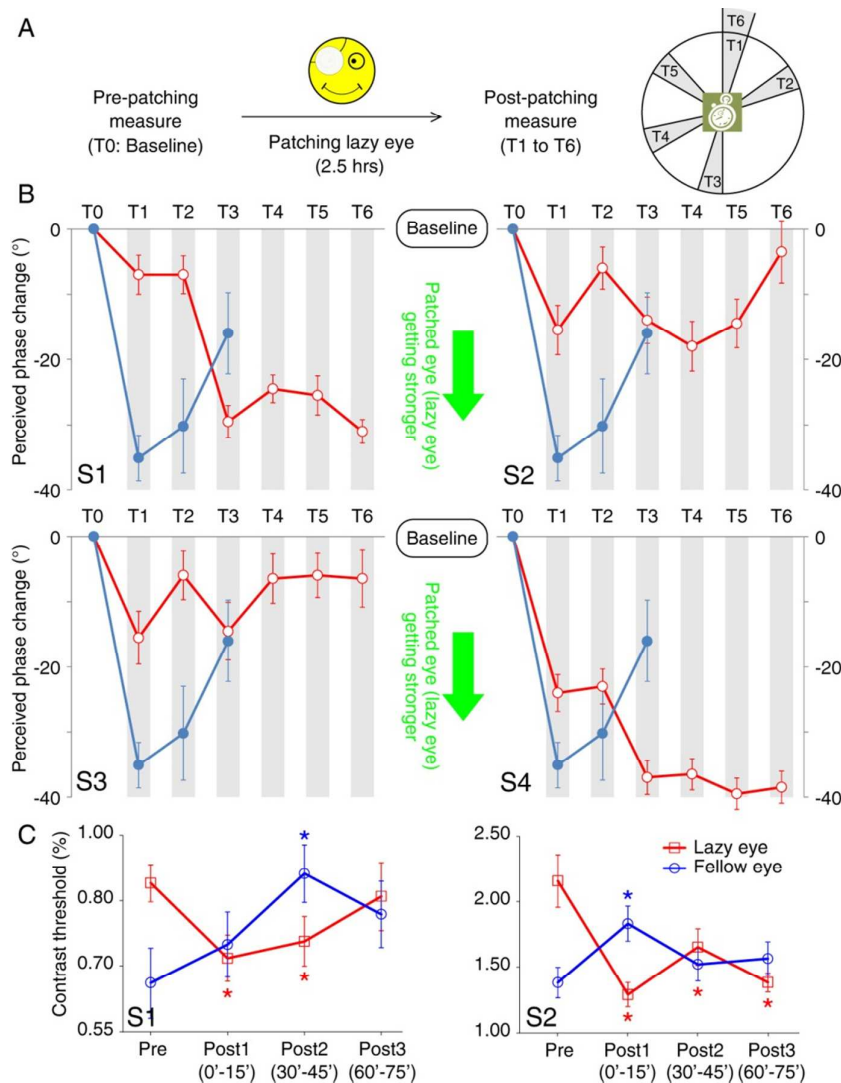 A
Pre-patching
measure
(T0: Baseline)
Patching lazy eye
(2.5 hrs)
Post-patching
measure
(T1 to T6)
T6
T1
T2
T3
T4
T5
B
T0 T1 T2 T3 T4 T5 T6
Baseline
T0 T1 T2 T3 T4 T5 T6
Perceived phase change (°)
0
-20
-40
S1
Patched eye (lazy eye)
getting stronger
S2
0
-20
-40
T0 T1 T2 T3 T4 T5 T6
Baseline
T0 T1 T2 T3 T4 T5 T6
Perceived phase change (°)
0
-20
-40
S3
Patched eye (lazy eye)
getting stronger
S4
0
-20
-40
C
Contrast threshold (%)
1.00
0.80
0.70
0.55
* * *
S1
Pre Post1 Post2 Post3
(0'-15') (30'-45') (60'-75')
2.50
2.00
1.50
1.00
Lazy eye
Fellow eye
* * * *
S2
Pre Post1 Post2 Post3
(0'-15') (30'-45') (60'-75')